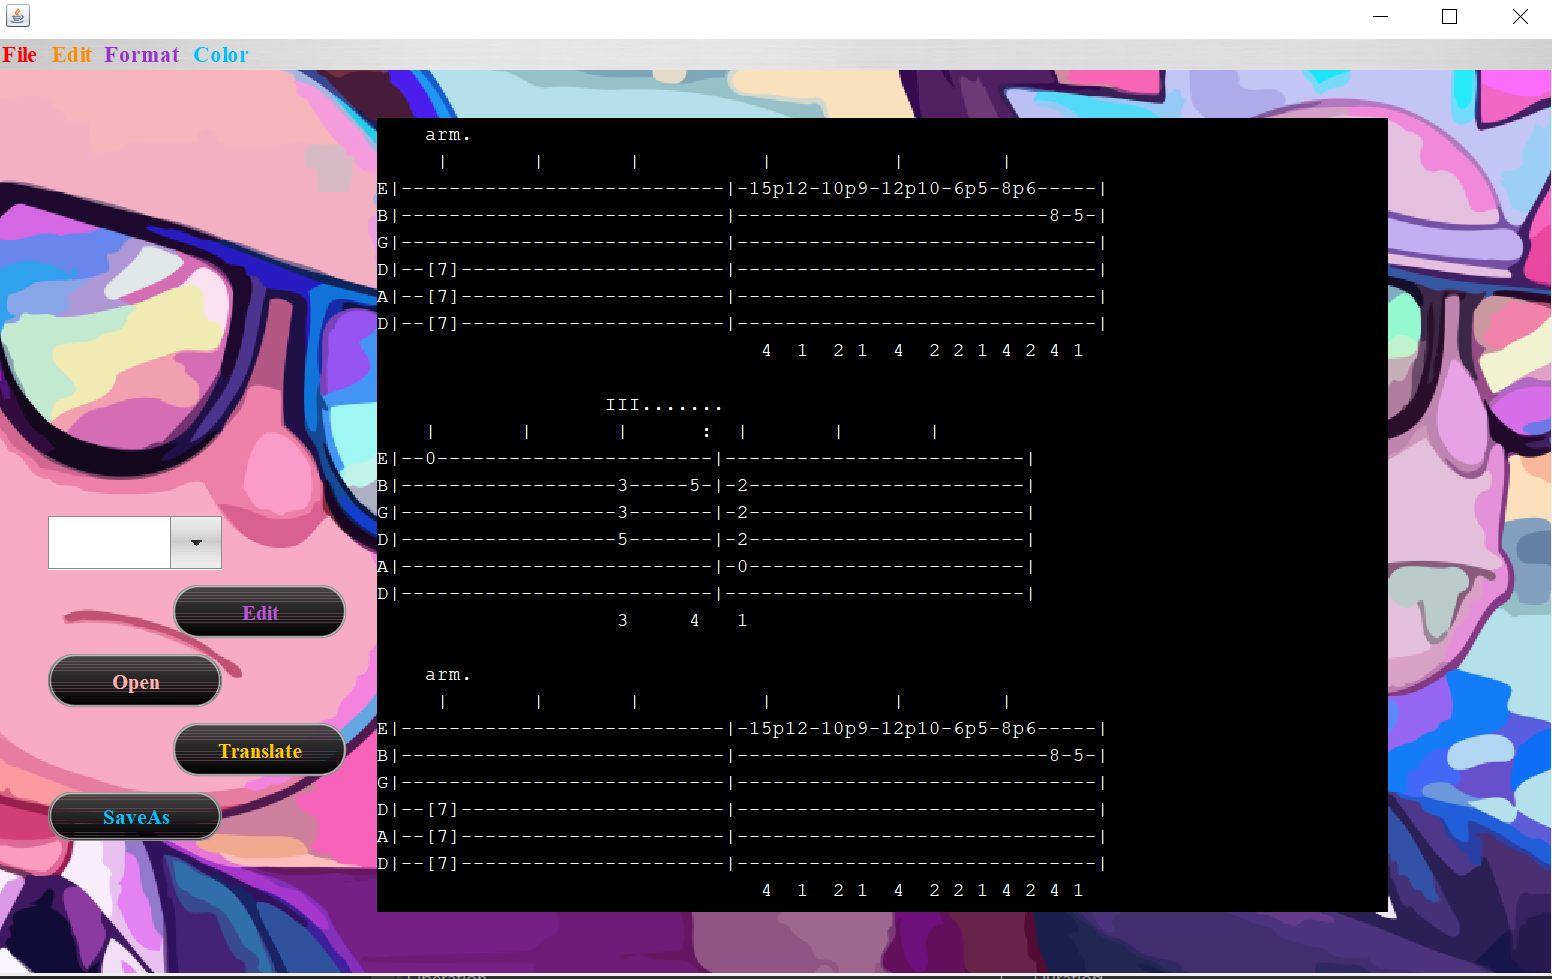 File Edit Format Color
arm.
| | | | | |
E|---------------------------|-15p12-10p9-12p10-6p5-8p6-----|
B|---------------------------|--------------------------8-5-|
G|---------------------------|------------------------------|
D|--[7]----------------------|------------------------------|
A|--[7]----------------------|------------------------------|
D|--[7]----------------------|------------------------------|
4 1 2 1 4 2 2 1 4 2 4 1
III.......
| | | : | | |
E|--0-----------------------|-------------------------|
B|------------------3-----5-|-2-----------------------|
G|------------------3-------|-2-----------------------|
D|------------------5-------|-2-----------------------|
A|--------------------------|-0-----------------------|
D|--------------------------|-------------------------|
3 4 1
arm.
| | | | | |
E|---------------------------|-15p12-10p9-12p10-6p5-8p6-----|
B|---------------------------|--------------------------8-5-|
G|---------------------------|------------------------------|
D|--[7]----------------------|------------------------------|
A|--[7]----------------------|------------------------------|
D|--[7]----------------------|------------------------------|
4 1 2 1 4 2 2 1 4 2 4 1
Edit
Open
Translate
SaveAs